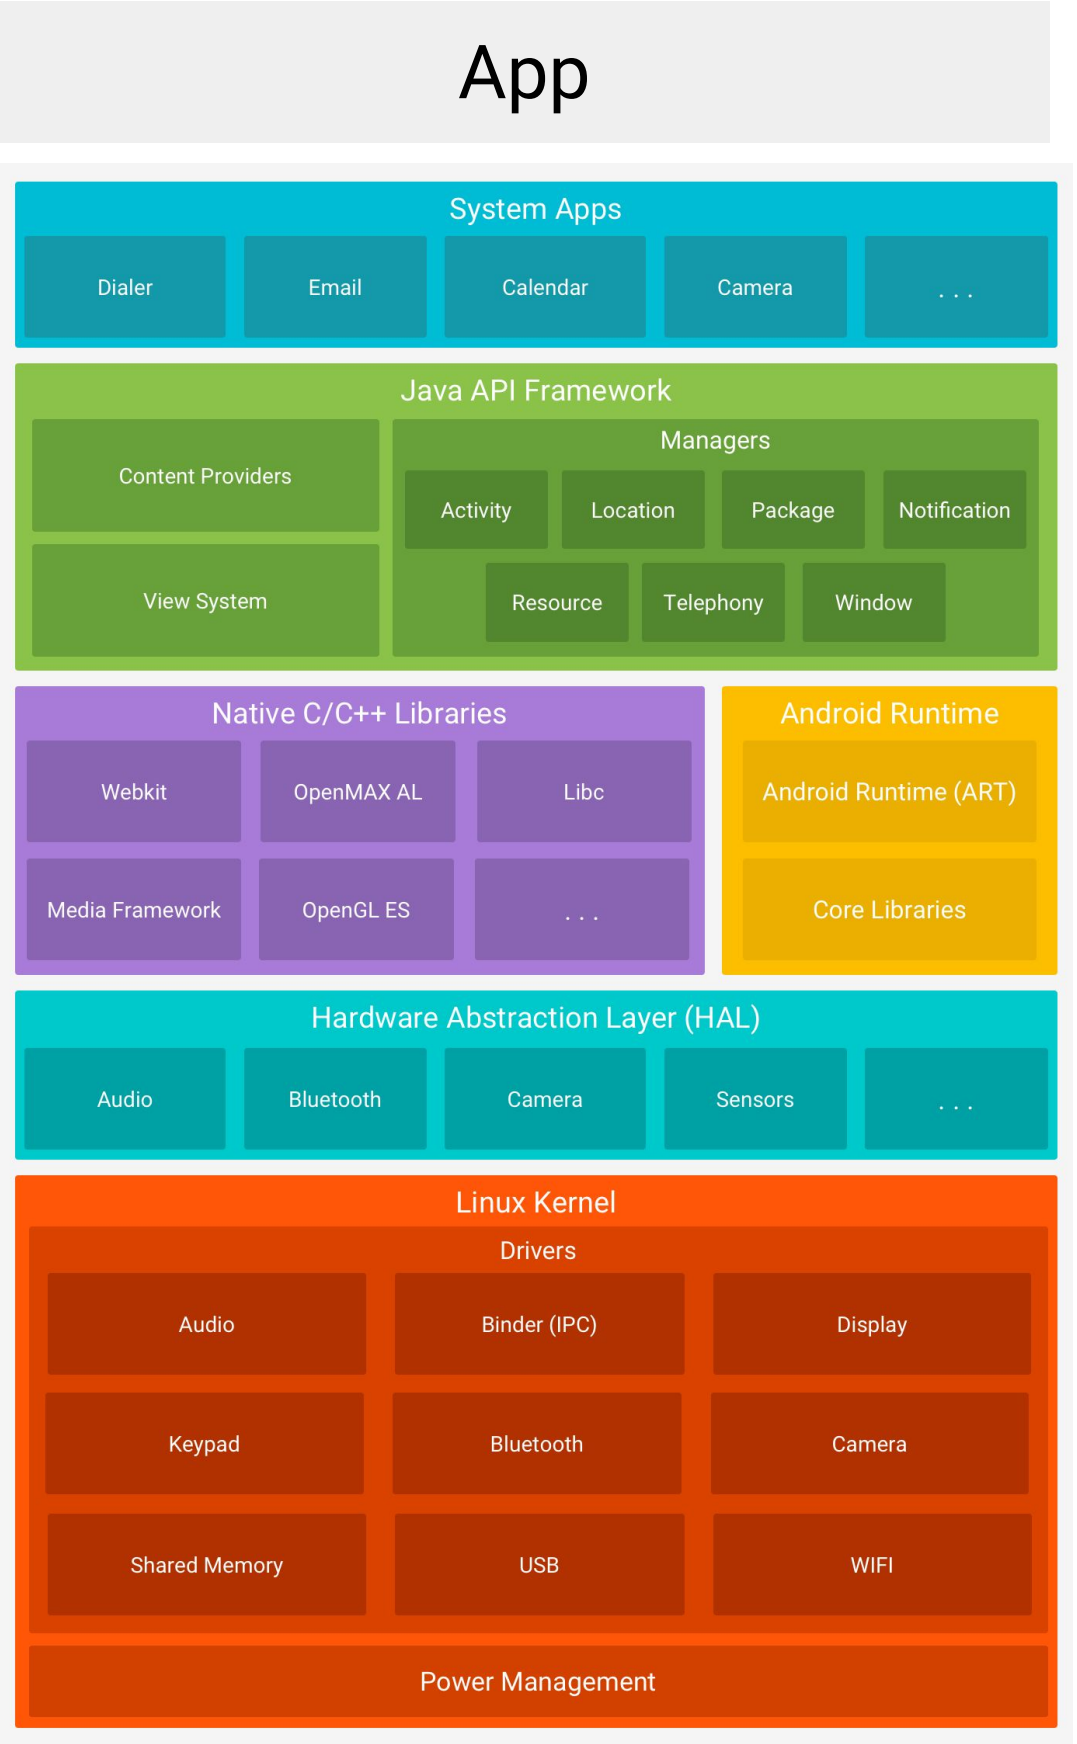 App
System Apps
Dialer
Email
Calendar
Camera
. . .
Java API Framework
Content Providers
View System
Managers
Activity
Location
Package
Notification
Resource
Telephony
Window
Native C/C++ Libraries
Webkit
OpenMAX AL
Libc
Media Framework
OpenGL ES
. . .
Android Runtime
Android Runtime (ART)
Core Libraries
Hardware Abstraction Layer (HAL)
Audio
Bluetooth
Camera
Sensors
. . .
Linux Kernel
Drivers
Audio
Binder (IPC)
Display
Keypad
Bluetooth
Camera
Shared Memory
USB
WIFI
Power Management